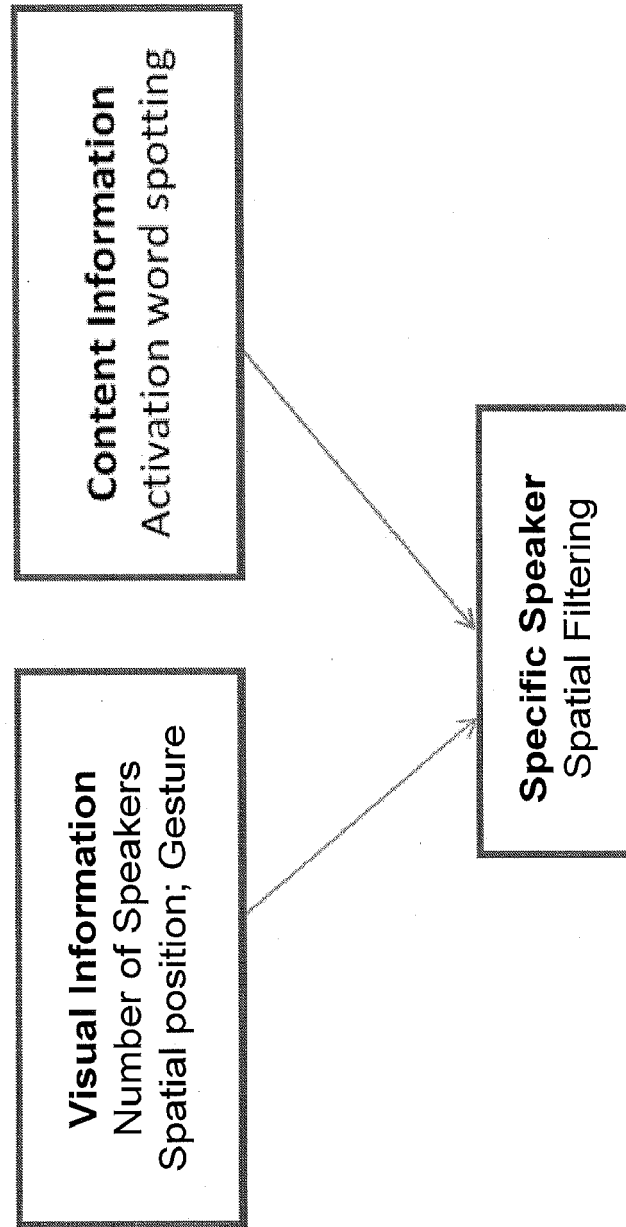 Visual Information
Number of Speakers
Spatial position; Gesture
Content Information
Activation word spotting
Specific Speaker
Spatial Filtering